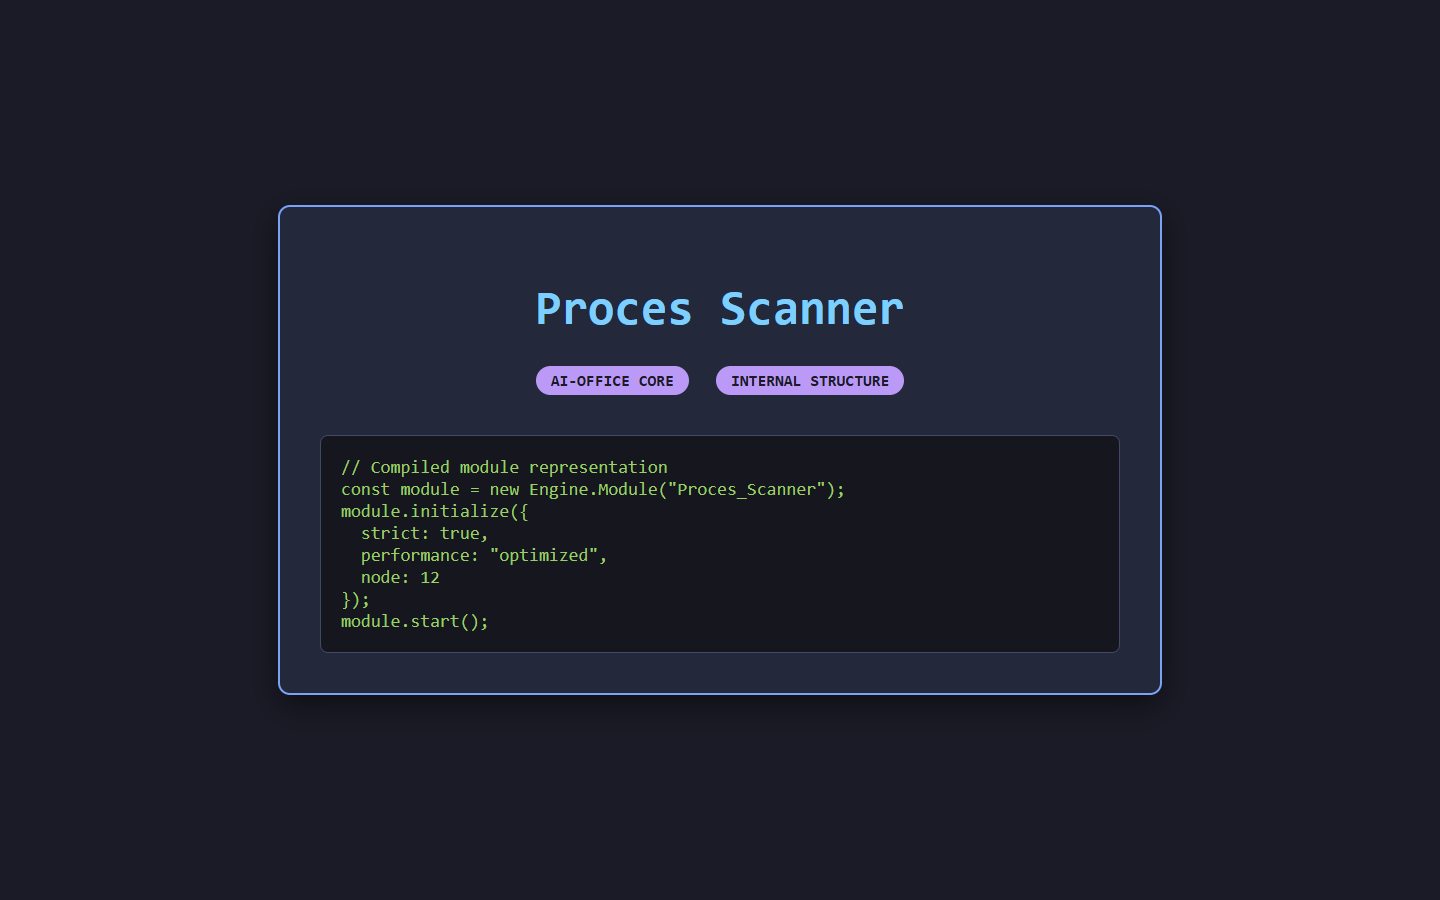 Proces Scanner
AI-OFFICE CORE INTERNAL STRUCTURE
// Compiled module representation
const module = new Engine.Module("Proces_Scanner");
module.initialize({
  strict: true,
  performance: "optimized",
  node: 12
});
module.start();